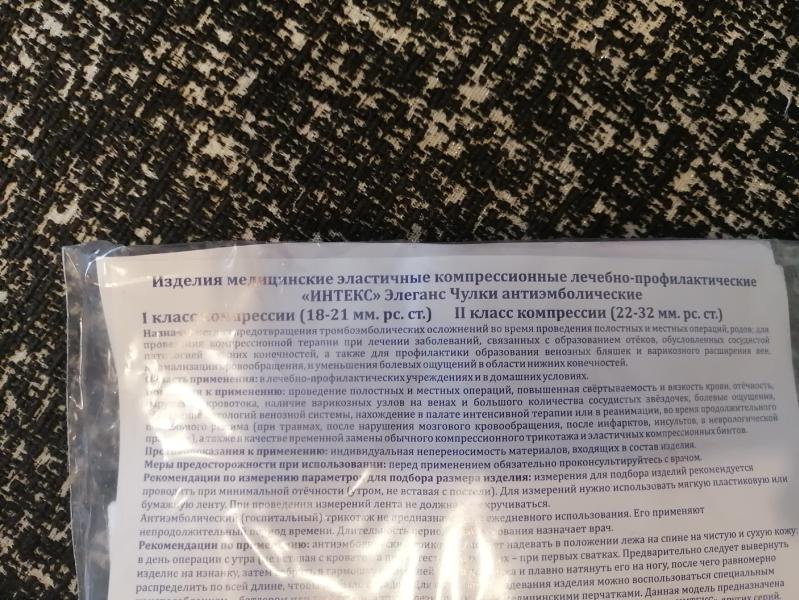 Изделия медицинские эластичные компрессионные лечебно-профилактические
«ИНТЕКС» Элеганс Чулки антиэмболические
I класс компрессии (18-21 мм. рс. ст.) II класс компрессии (22-32 мм. рс. ст.)
предотвращения тромбоэмболических осложнений во время проведения полостных и местных операций, родов; для
компрессионной терапии при лечении заболеваний, связанных с образованием отёков, обусловленных сосудистой
конечностей, а также для профилактики образования венозных бляшек и варикозного расширения вен,
кровообращения, и уменьшения болевых ощущений в области нижних конечностей.
Область применения: в лечебно-профилактических учреждениях и в домашних условиях.
к применению: проведение полостных и местных операций, повышенная свёртываемость и вязкость крови, отёчность,
кровотока, наличие варикозных узлов на венах и большого количества сосудистых звёздочек, болевые ощущения,
венозной системы, нахождение в палате интенсивной терапии или в реанимации, во время продолжительного
режима (при травмах, после нарушения мозгового кровообращения, после инфарктов, инсультов, в неврологической
а также в качестве временной замены обычного компрессионного трикотажа и эластичных компрессионных бинтов.
Противопоказания к применению: индивидуальная непереносимость материалов, входящих в состав изделия.
Меры предосторожности при использовании: перед применением обязательно проконсультируйтесь с врачом.
Рекомендации по измерению параметров для подбора размера изделия: измерения для подбора изделий рекомендуется
проводить при минимальной отёчности (утром, не вставая с постели). Для измерений нужно использовать мягкую пластиковую или
бумажную ленту. При проведении измерений лента не должна перекручиваться.
Антиэмболический (госпитальный) трикотаж не ежедневного использования. Его применяют
непродолжительный период времени. Длительность назначает врач.
Рекомендации по применению: надевать в положении лежа на спине на чистую и сухую кожу:
в день операции с утра (не вставая с кровати) – при первых сватках. Предварительно следует вывернуть
изделие на изнанку, затем и плавно натянуть его на ногу, после чего равномерно
распределить по всей длине, изделия можно воспользоваться специальным
перчатками. Данная модель предназначена
других серий.